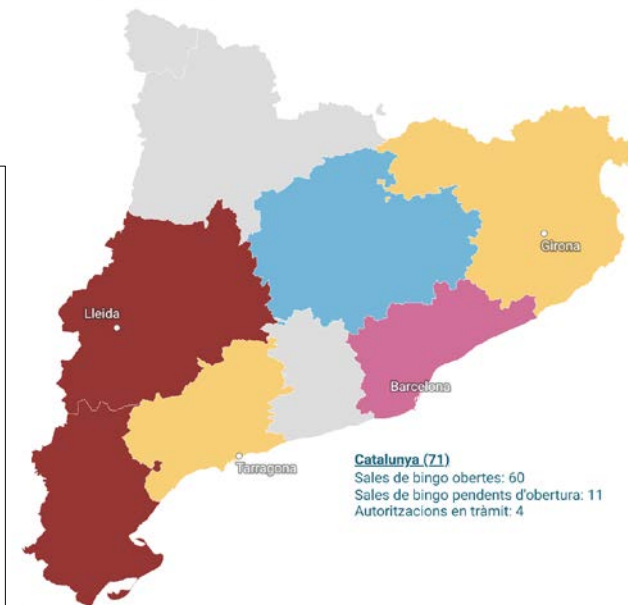 Girona
Lleida
Barcelona
Tarragona
Catalunya (71)
Sales de bingo obertes: 60
Sales de bingo pendents d'obertura: 11
Autoritzacions en tràmit: 4